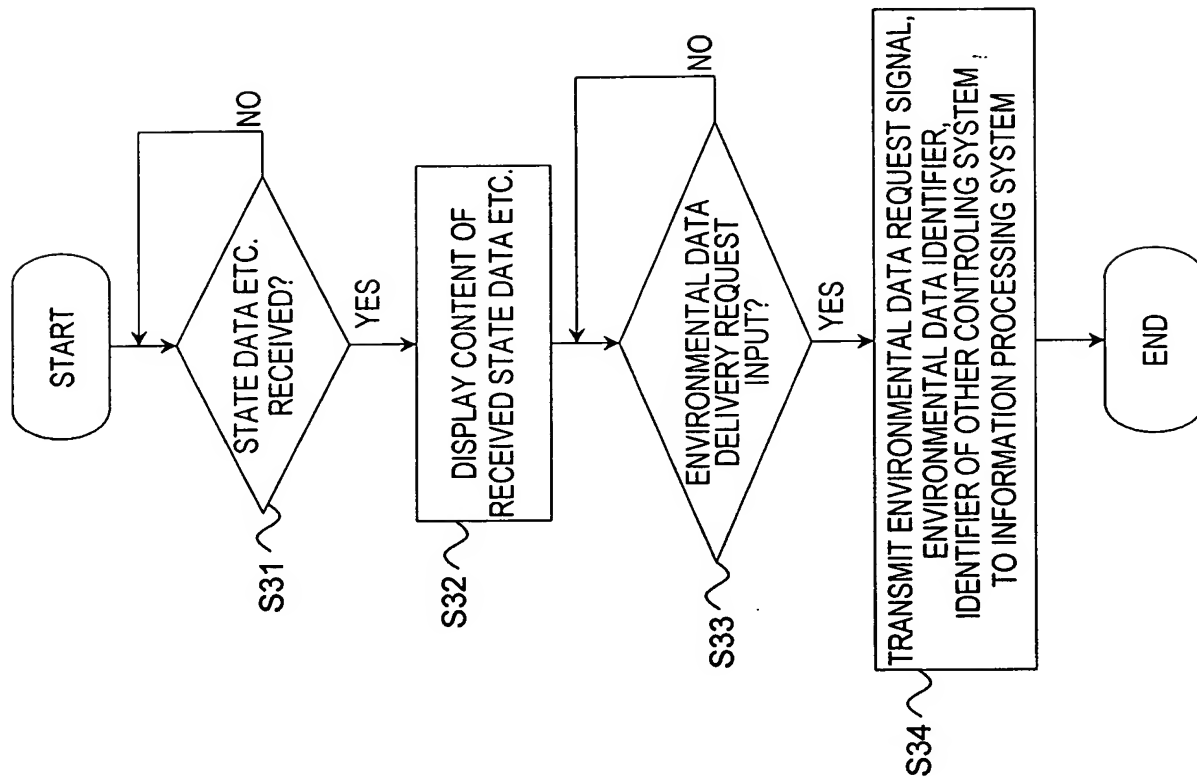 START
STATE DATA ETC.
RECEIVED?
NO
S31
YES
DISPLAY CONTENT OF
RECEIVED STATE DATA ETC.
S32
ENVIRONMENTAL DATA
DELIVERY REQUEST
INPUT?
NO
S33
YES
TRANSMIT ENVIRONMENTAL DATA REQUEST SIGNAL,
ENVIRONMENTAL DATA IDENTIFIER,
IDENTIFIER OF OTHER CONTROLING SYSTEM ,
TO INFORMATION PROCESSING SYSTEM
S34
END